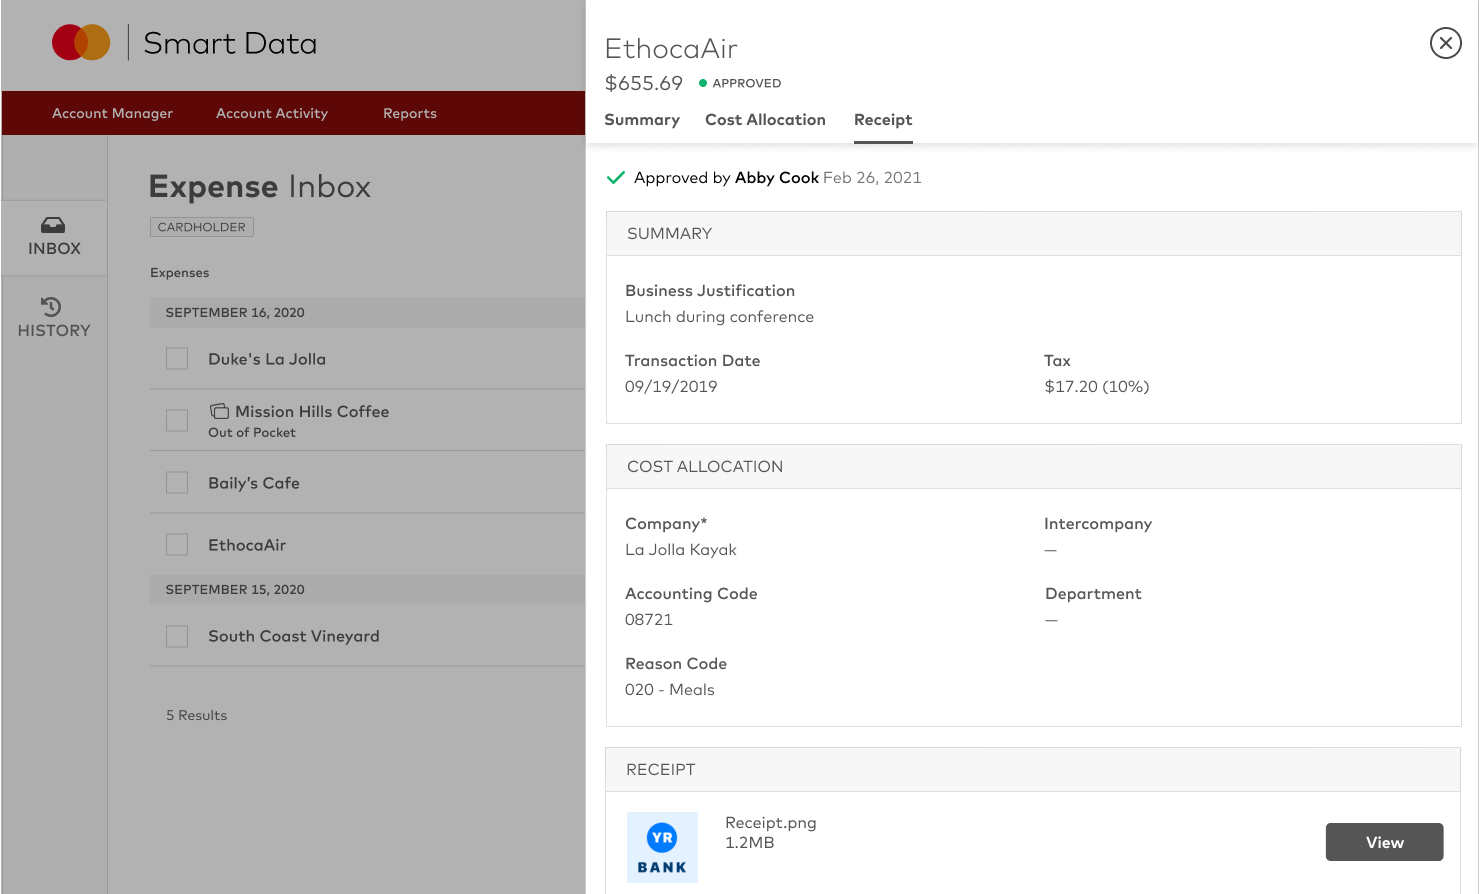 Smart Data
Account Manager
Account Activity
Reports
INBOX
HISTORY
Expense Inbox
CARDHOLDER
Expenses
SEPTEMBER 16, 2020
Duke's La Jolla
Mission Hills Coffee
Out of Pocket
Baily’s Cafe
EthocaAir
SEPTEMBER 15, 2020
South Coast Vineyard
5 Results
EthocaAir
$655.69 APPROVED
Summary
Cost Allocation
Receipt
Approved by Abby Cook Feb 26, 2021
SUMMARY
Business Justification
Lunch during conference
Transaction Date
09/19/2019
Tax
$17.20 (10%)
COST ALLOCATION
Company*
La Jolla Kayak
Intercompany
—
Accounting Code
08721
Department
—
Reason Code
020 - Meals
RECEIPT
YR
BANK
Receipt.png
1.2MB
View